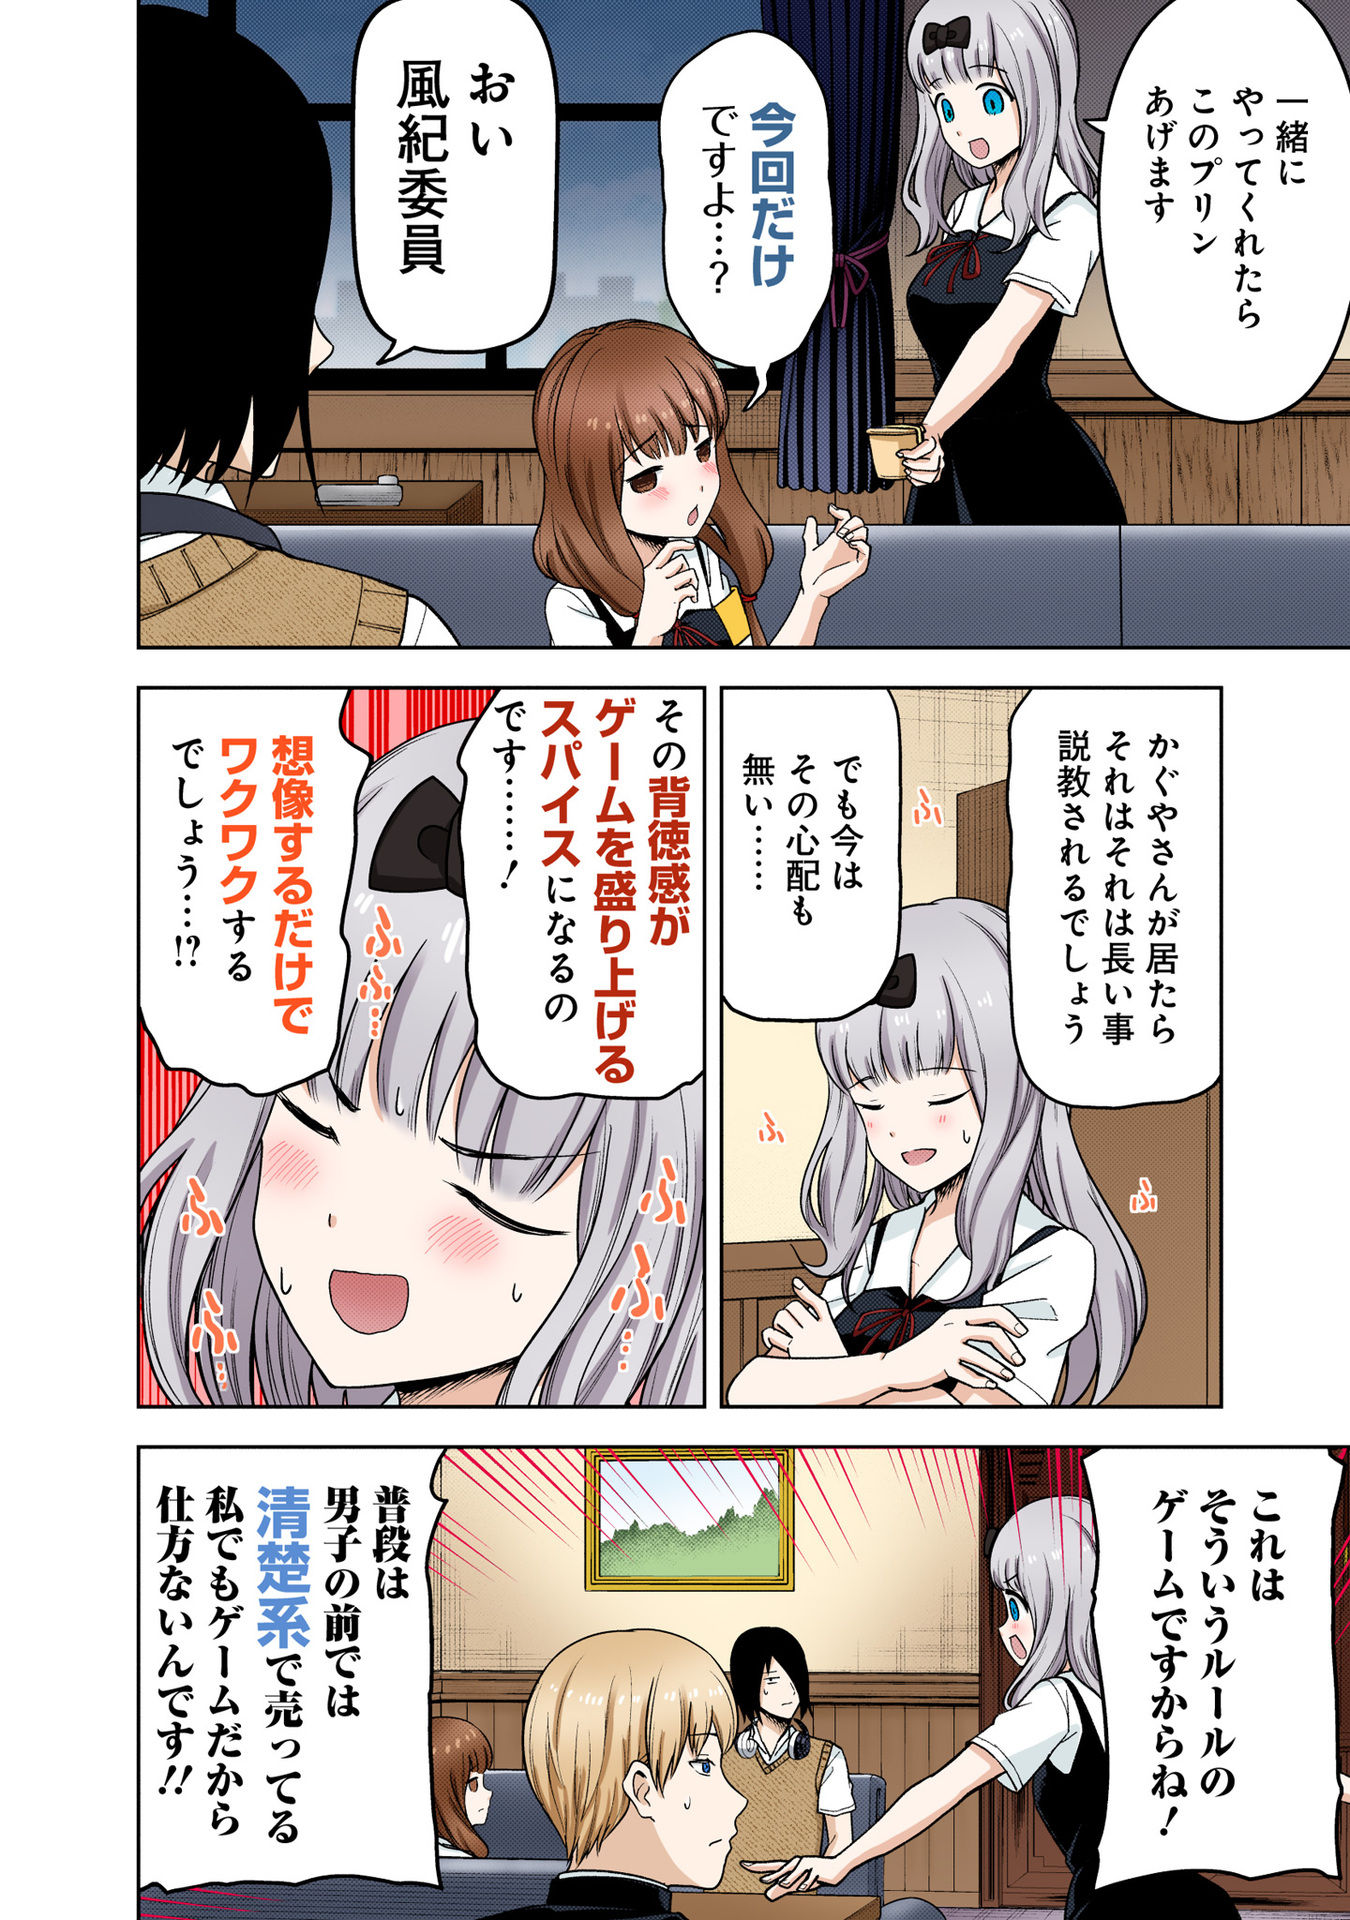 一緒に
やってくれたら
このプリン
あげます
今回だけ
ですよ…?
おい
風紀委員
かぐやさんが居たら
それはそれは長い事
説教されるでしょう
でも今は
その心配も
無い……
ふ
ふ
ふ
その背徳感が
ゲームを盛り上げる
スパイスになるの
です……!
想像するだけで
ワクワクする
でしょう…!?
ふ
ふ…
ふ
ふ…
ふ
ふ…
これは
そういうルールの
ゲームですからね!
普段は
男子の前では
清楚系で売ってる
私でもゲームだから
仕方ないんです!!